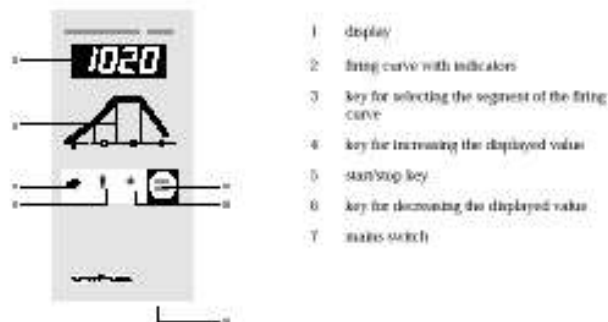 1020
1 display
2 firing curve with indicators
3 key for selecting the segment of the firing
curve
4 key for increasing the displayed value
5 start/stop key
6 key for decreasing the displayed value
7 mains switch